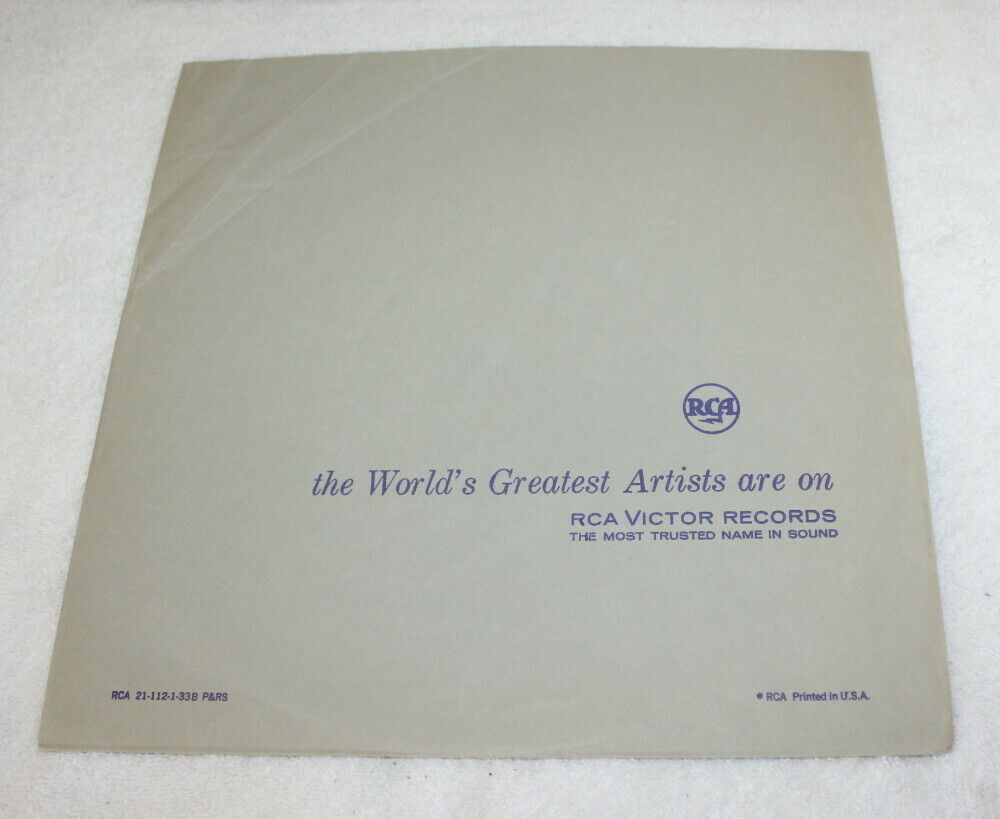 RCA
the World's Greatest Artists are on
RCA VICTOR RECORDS
THE MOST TRUSTED NAME IN SOUND
RCA 21-112-1-33B P&RS
® RCA Printed in U.S.A.